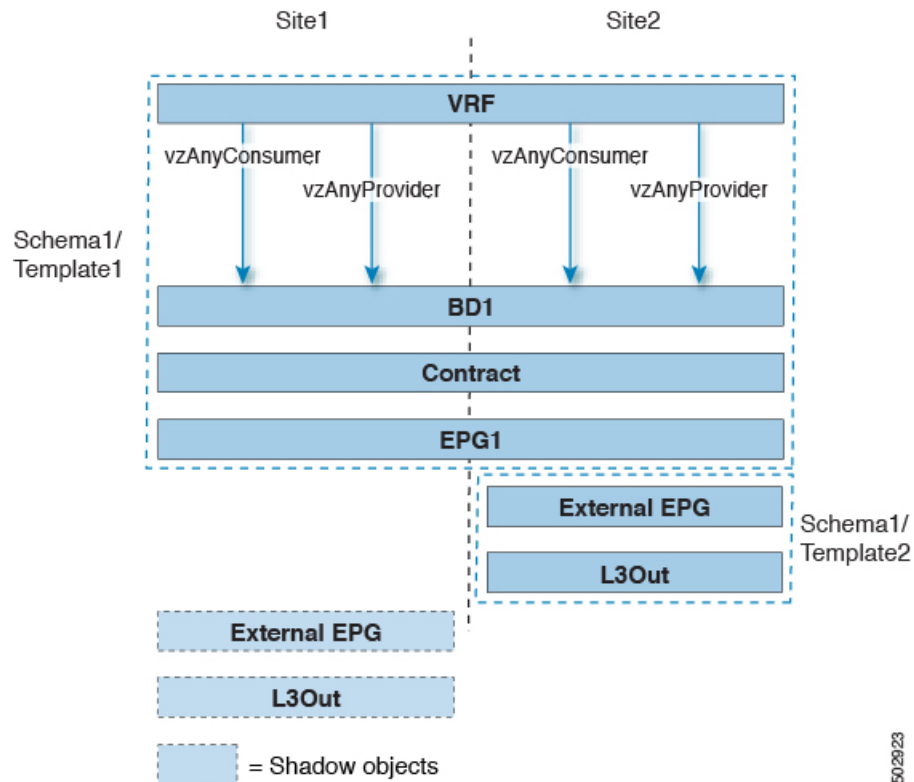 Site1
Site2
VRF
vzAnyConsumer
vzAnyProvider
vzAnyConsumer
vzAnyProvider
Schema1/
Template1
BD1
Contract
EPG1
External EPG
L3Out
Schema1/
Template2
External EPG
L3Out
= Shadow objects
502923